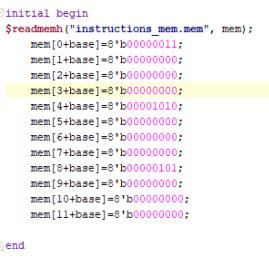 initial begin
$readmemh("instructions_mem.mem", mem);
mem[0+base]=8'b00000011;
mem[1+base]=8'b00000000;
mem[2+base]=8'b00000000;
mem[3+base]=8'b00000000;
mem[4+base]=8'b00001010;
mem[5+base]=8'b00000000;
mem[6+base]=8'b00000000;
mem[7+base]=8'b00000000;
mem[8+base]=8'b00000101;
mem[9+base]=8'b00000000;
mem[10+base]=8'b00000000;
mem[11+base]=8'b00000000;
end